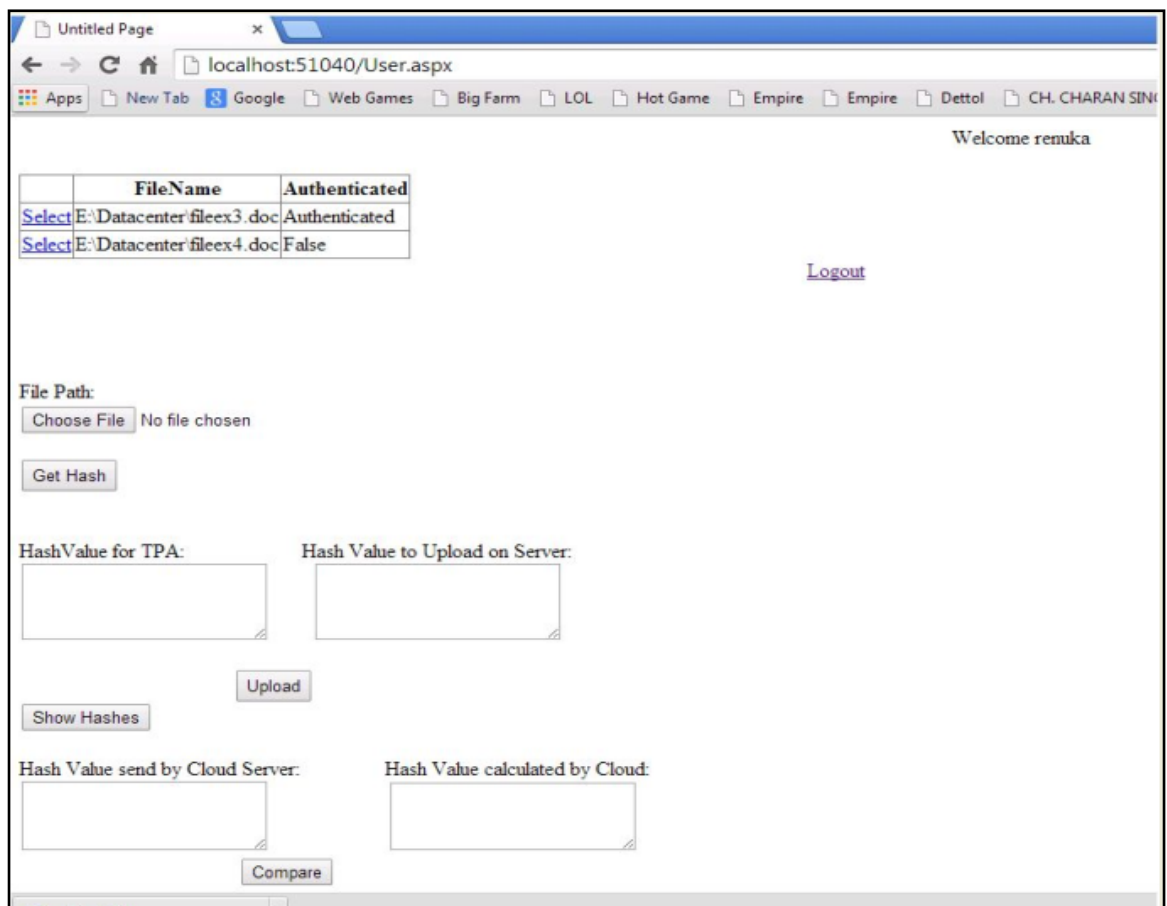 Untitled Page
localhost:51040/User.aspx
Apps New Tab Google Web Games Big Farm LOL Hot Game Empire Empire Dettol CH. CHARAN SING
Welcome renuka
FileName Authenticated
Select E:\Datacenter\fileex3.doc Authenticated
Select E:\Datacenter\fileex4.doc False
Logout
File Path:
Choose File No file chosen
Get Hash
HashValue for TPA: Hash Value to Upload on Server:
Upload
Show Hashes
Hash Value send by Cloud Server: Hash Value calculated by Cloud:
Compare